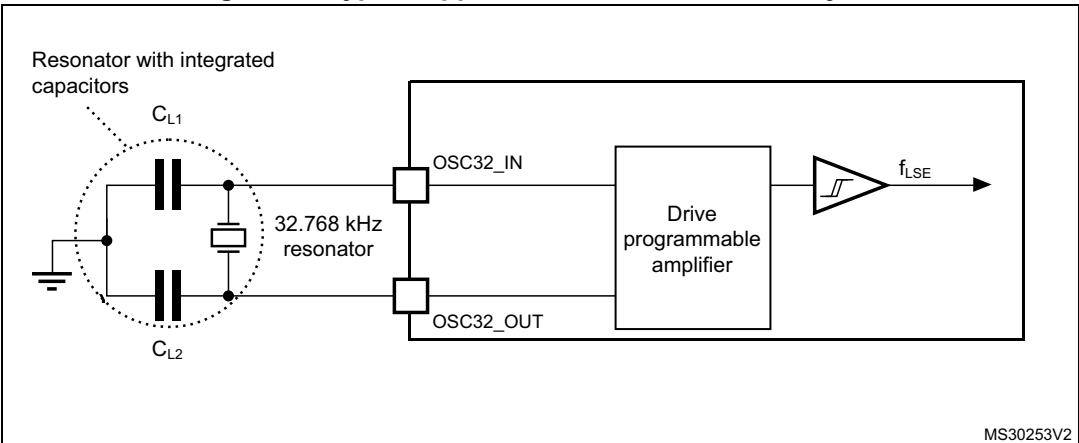 Resonator with integrated
capacitors
CL1
OSC32_IN
fLSE
32.768 kHz
resonator
Drive
programmable
amplifier
OSC32_OUT
CL2
MS30253V2